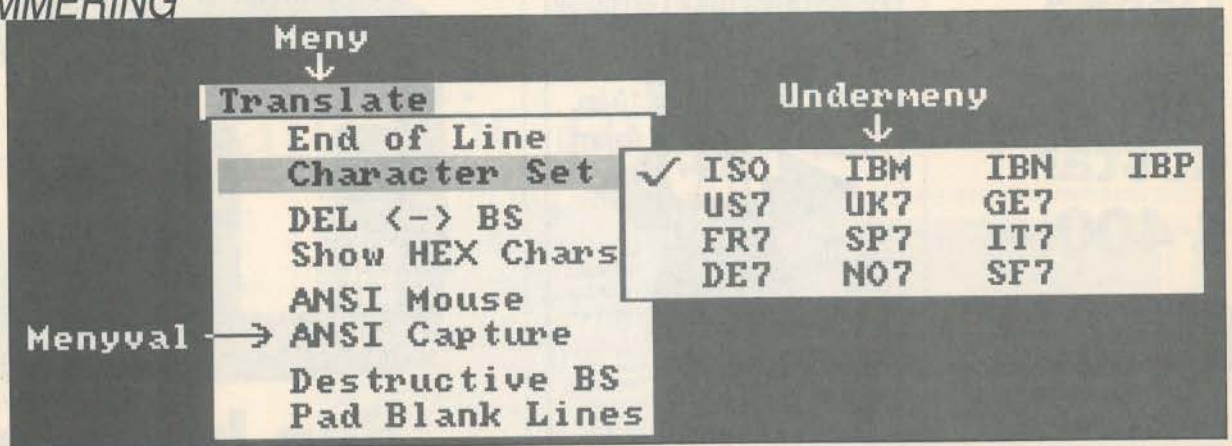 MMERING
Meny
Translate
End of Line
Character Set
DEL <-> BS
Show HEX Chars
ANSI Mouse
ANSI Capture
Destructive BS
Pad Blank Lines
Menyval
Undermeny
✓ ISO IBM IBN IBP
US7 UK7 GE7
FR7 SP7 IT7
DE7 NO7 SF7